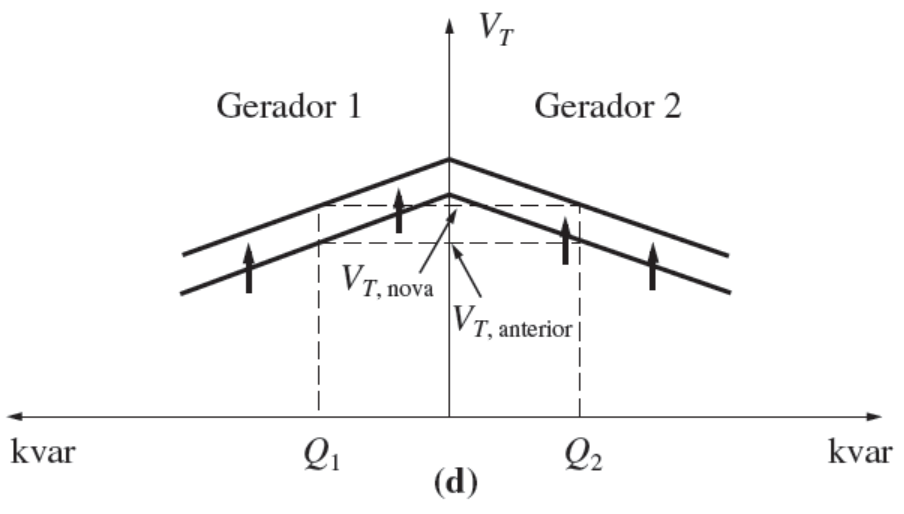 V_T
Gerador 1
Gerador 2
V_T, nova
V_T, anterior
kvar
Q_1
Q_2
kvar
(d)